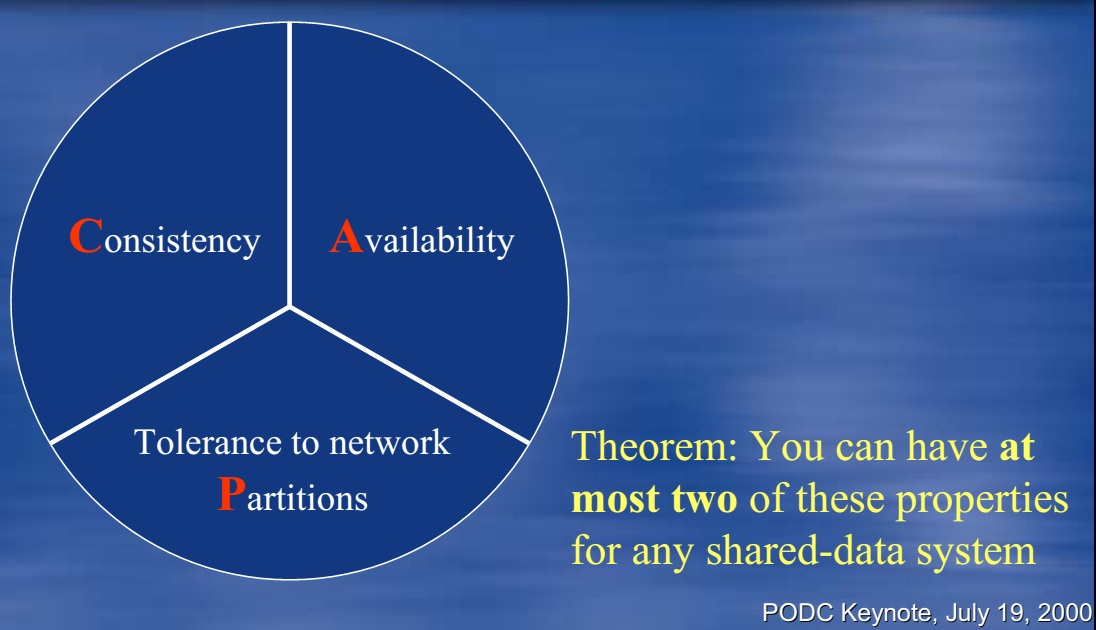 Consistency
Availability
Tolerance to network
Partitions
Theorem: You can have at
most two of these properties
for any shared-data system
PODC Keynote, July 19, 2000